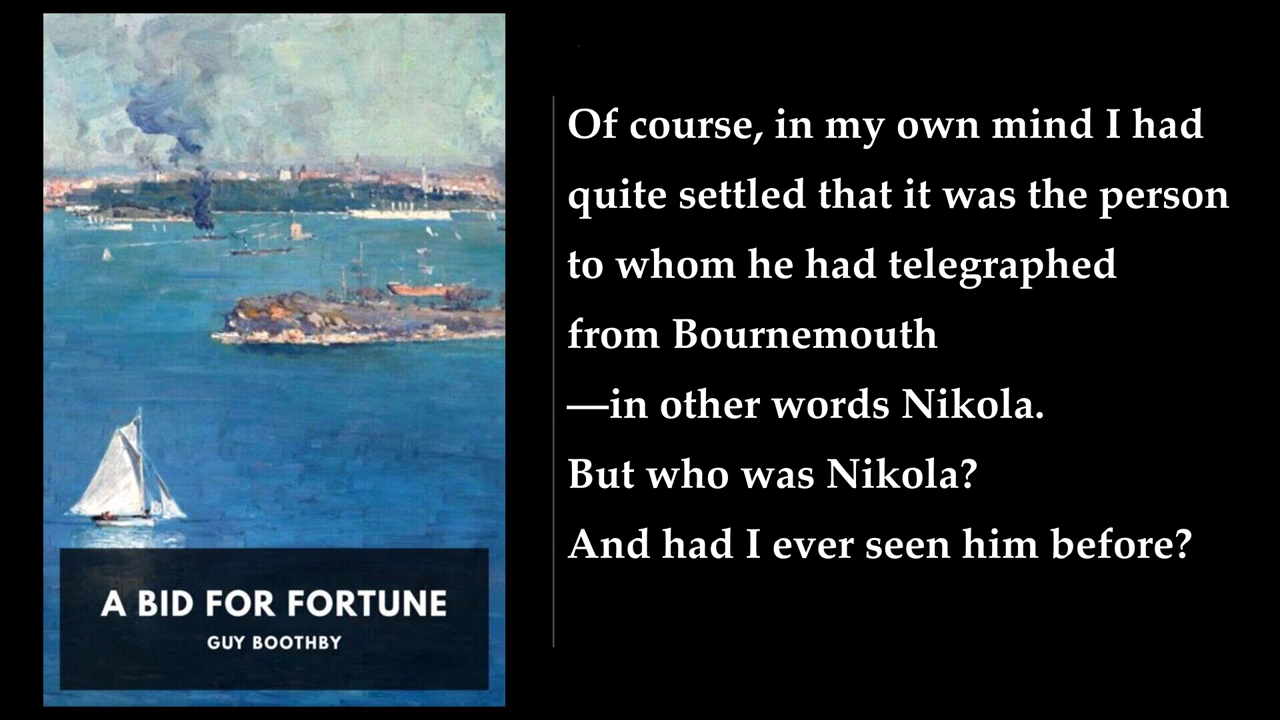 A BID FOR FORTUNE
GUY BOOTHBY
Of course, in my own mind I had
quite settled that it was the person
to whom he had telegraphed
from Bournemouth
—in other words Nikola.
But who was Nikola?
And had I ever seen him before?